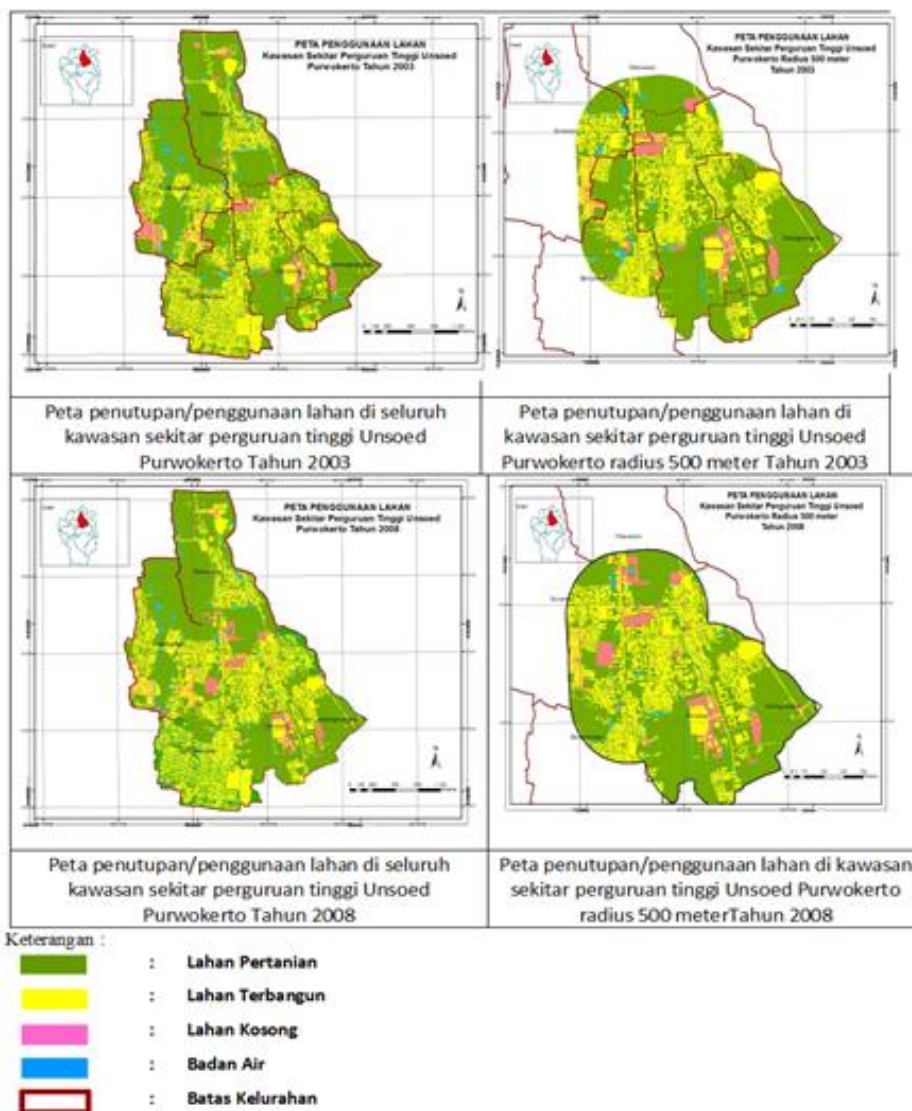 PETA PENGGUNAAN LAHAN
Kawasan Sekitar Perguruan Tinggi Unsoed
Purwokerto Tahun 2003
PETA PENGGUNAAN LAHAN
Kawasan Sekitar Perguruan Tinggi Unsoed
Purwokerto Radius 500 meter
Tahun 2003
Peta penutupan/penggunaan lahan di seluruh
kawasan sekitar perguruan tinggi Unsoed
Purwokerto Tahun 2003
Peta penutupan/penggunaan lahan di
kawasan sekitar perguruan tinggi Unsoed
Purwokerto radius 500 meter Tahun 2003
PETA PENGGUNAAN LAHAN
Kawasan Sekitar Perguruan Tinggi Unsoed
Purwokerto Tahun 2008
PETA PENGGUNAAN LAHAN
Kawasan Sekitar Perguruan Tinggi Unsoed
Purwokerto Radius 500 meter
Tahun 2008
Peta penutupan/penggunaan lahan di seluruh
kawasan sekitar perguruan tinggi Unsoed
Purwokerto Tahun 2008
Peta penutupan/penggunaan lahan di kawasan
sekitar perguruan tinggi Unsoed Purwokerto
radius 500 meterTahun 2008
Keterangan :
: Lahan Pertanian
: Lahan Terbangun
: Lahan Kosong
: Badan Air
: Batas Kelurahan